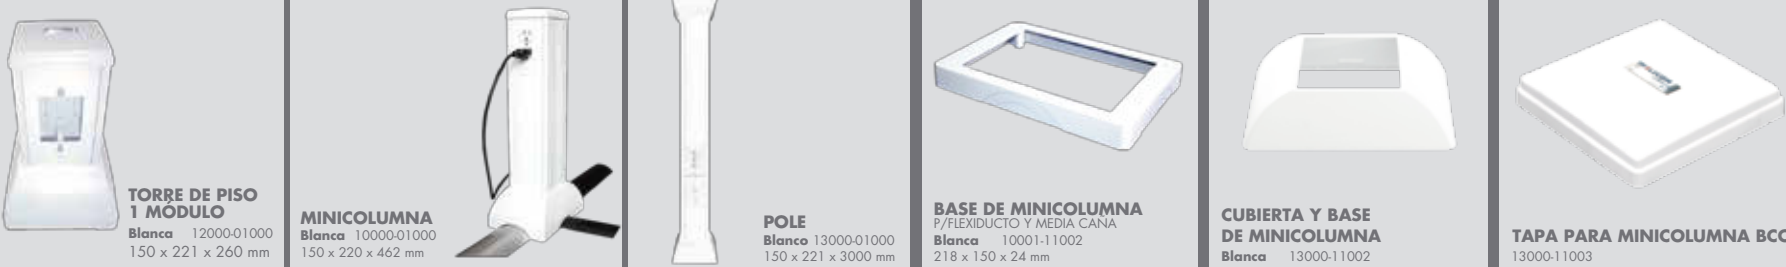 TORRE DE PISO
1 MÓDULO
Blanca 12000-01000
150 x 221 x 260 mm
MINICOLUMNA
Blanca 10000-01000
150 x 220 x 462 mm
POLE
Blanco 13000-01000
150 x 221 x 3000 mm
BASE DE MINICOLUMNA
P/FLEXIDUCTO Y MEDIA CAÑA
Blanca 10001-11002
218 x 150 x 24 mm
CUBIERTA Y BASE
DE MINICOLUMNA
Blanca 13000-11002
TAPA PARA MINICOLUMNA BCO
13000-11003